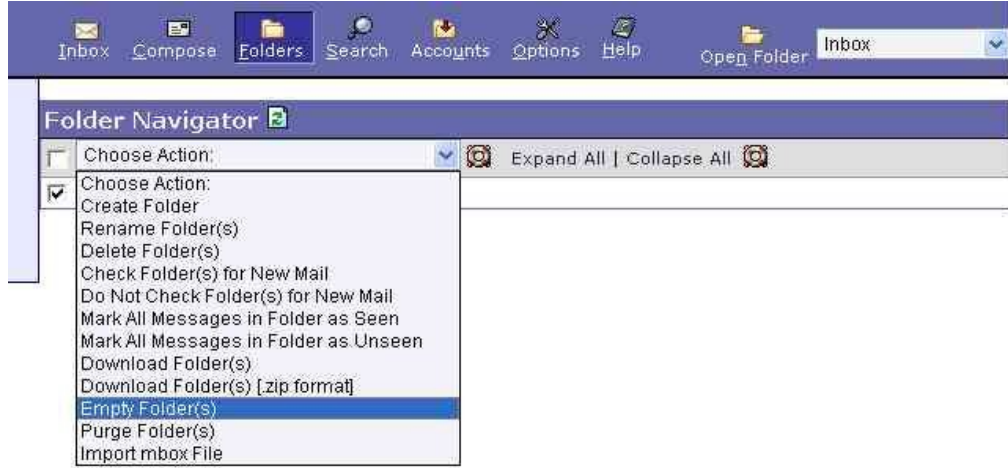 Inbox Compose Folders Search Accounts Options Help Open Folder Inbox
Folder Navigator
Choose Action: Expand All | Collapse All
Choose Action:
Create Folder
Rename Folder(s)
Delete Folder(s)
Check Folder(s) for New Mail
Do Not Check Folder(s) for New Mail
Mark All Messages in Folder as Seen
Mark All Messages in Folder as Unseen
Download Folder(s)
Download Folder(s) [.zip format]
Empty Folder(s)
Purge Folder(s)
Import mbox File